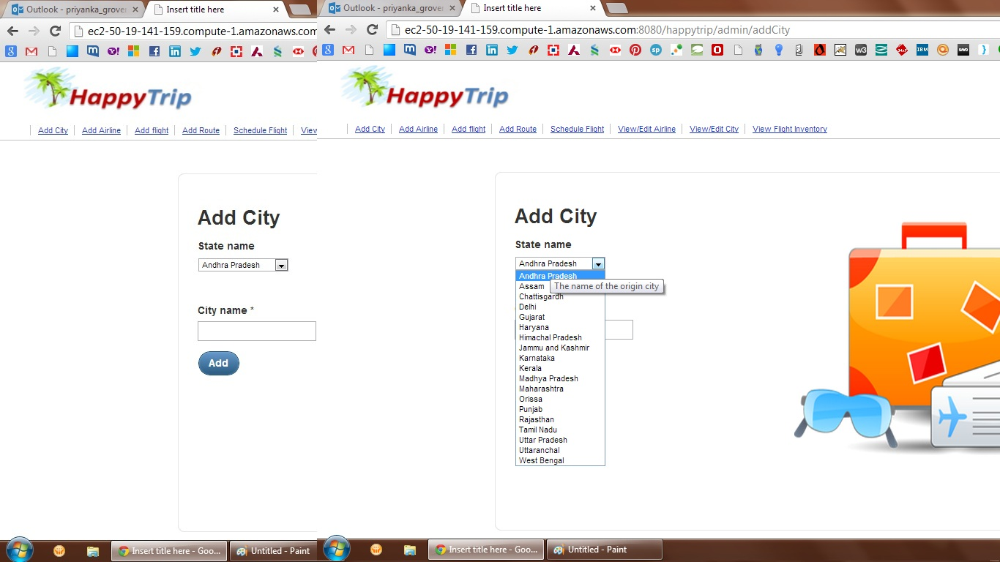 Outlook - priyanka_grover
Insert title here
ec2-50-19-141-159.compute-1.amazonaws.com
HappyTrip
Add City
Add Airline
Add flight
Add Route
Schedule Flight
View
Add City
State name
Andhra Pradesh
City name *
Add
Insert title here - Goo...
Untitled - Paint
Outlook - priyanka_grover
Insert title here
ec2-50-19-141-159.compute-1.amazonaws.com:8080/happytrip/admin/addCity
w3
IBM
HappyTrip
Add City
Add Airline
Add flight
Add Route
Schedule Flight
View/Edit Airline
View/Edit City
View Flight Inventory
Add City
State name
Andhra Pradesh
Andhra Pradesh
The name of the origin city
Assam
Chattisgardh
Delhi
Gujarat
Haryana
Himachal Pradesh
Jammu and Kashmir
Karnataka
Kerala
Madhya Pradesh
Maharashtra
Orissa
Punjab
Rajasthan
Tamil Nadu
Uttar Pradesh
Uttaranchal
West Bengal
Insert title here - Goo...
Untitled - Paint